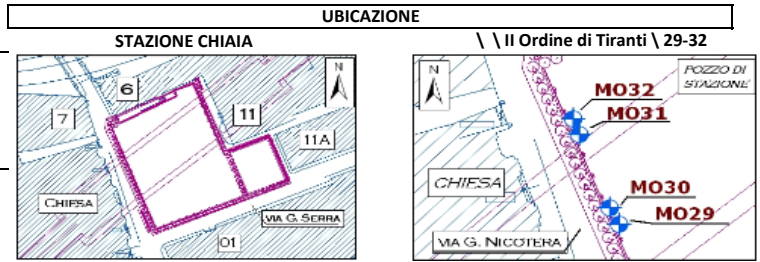 UBICAZIONE
STAZIONE CHIAIA
\ \ II Ordine di Tiranti \ 29-32
N
6
7
11
11A
CHIESA
VIA G. SERRA
01
N
POZZO DI
STAZIONE
MO32
MO31
CHIESA
MO30
MO29
VIA G. NICOTERA